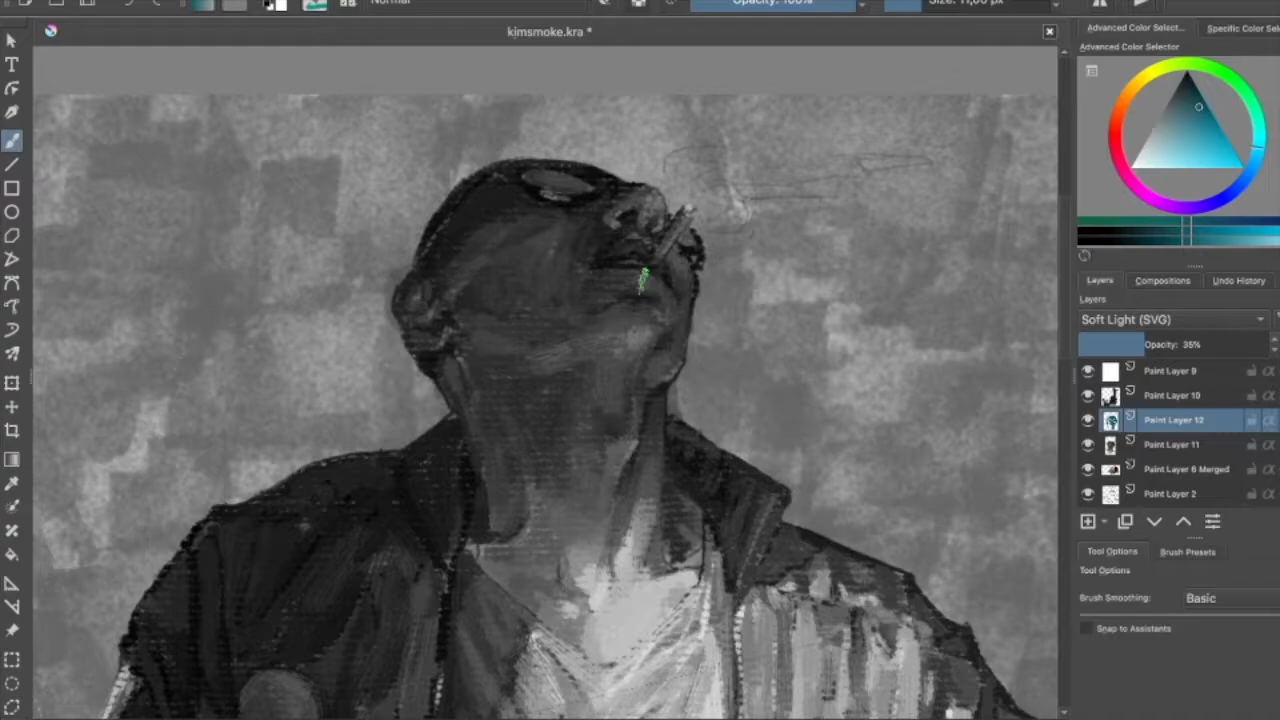 Normal
Opacity: 100%
Size: 11,00 px
kimsmoke.kra *
Advanced Color Select...
Specific Color Sel
Advanced Color Selector
Layers
Compositions
Undo History
Layers
Soft Light (SVG)
Opacity: 35%
Paint Layer 9
Paint Layer 10
Paint Layer 12
Paint Layer 11
Paint Layer 6 Merged
Paint Layer 2
Tool Options
Brush Presets
Tool Options
Brush Smoothing:
Basic
Snap to Assistants